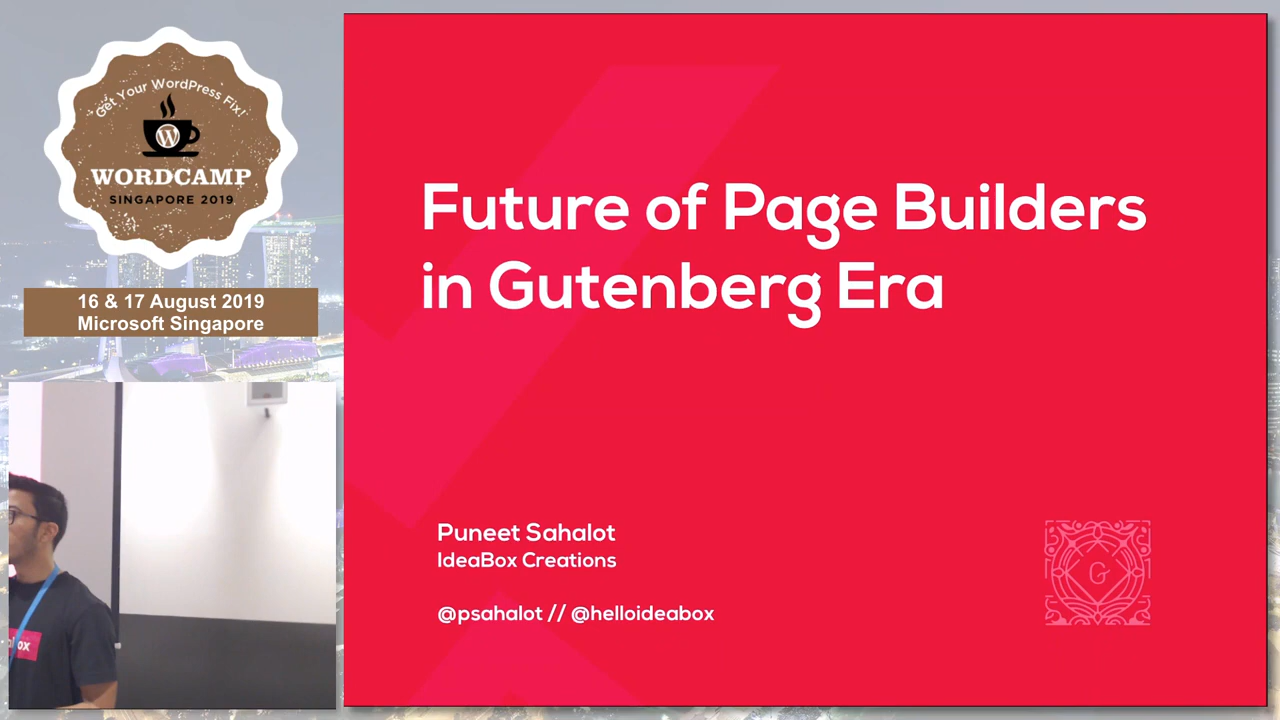 Get Your WordPress Fix!
W
WORDCAMP
SINGAPORE 2019
16 & 17 August 2019
Microsoft Singapore
Future of Page Builders
in Gutenberg Era
Puneet Sahalot
IdeaBox Creations
@psahalot // @helloideabox
G